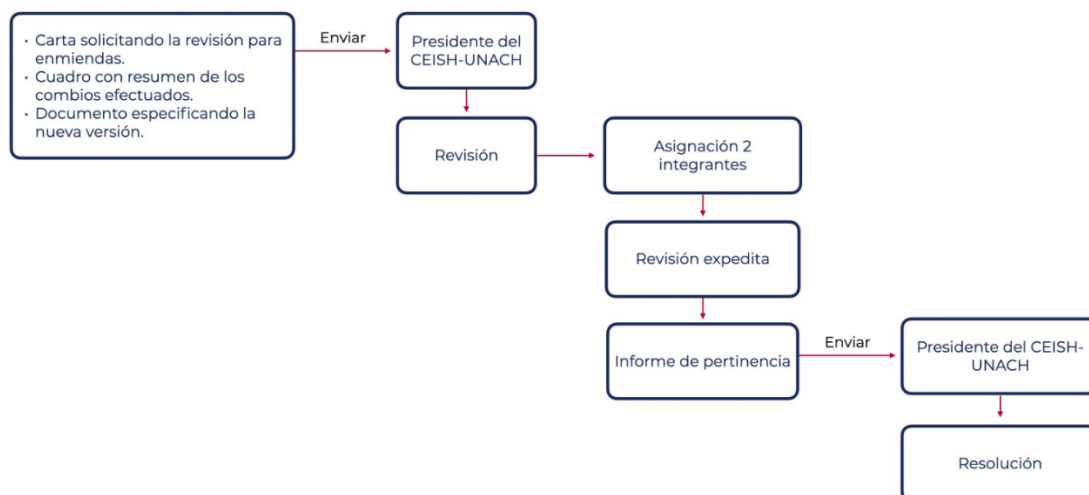 · Carta solicitando la revisión para
enmiendas.
· Cuadro con resumen de los
combios efectuados.
· Documento especificando la
nueva versión.
Enviar
Presidente del
CEISH-UNACH
Revisión
Asignación 2
integrantes
Revisión expedita
Informe de pertinencia
Enviar
Presidente del CEISH-
UNACH
Resolución